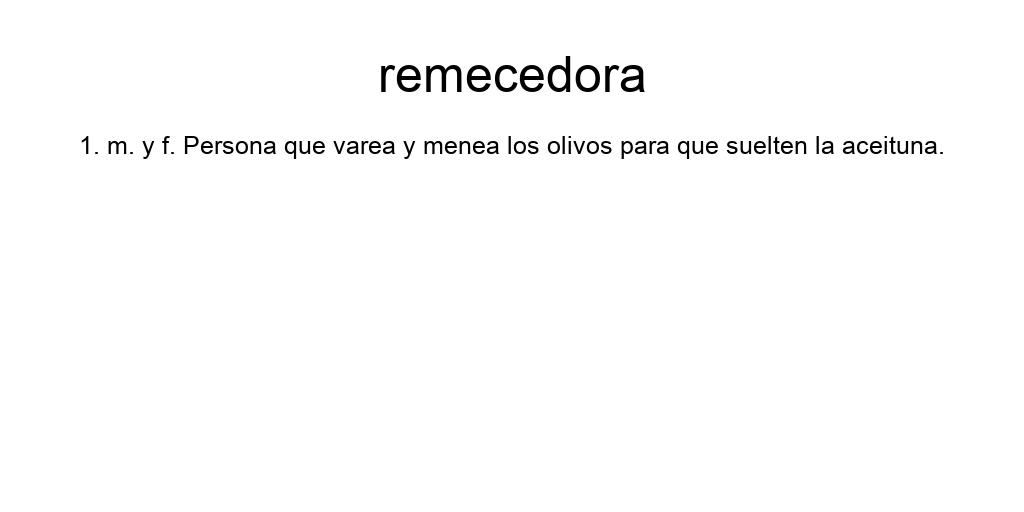 remecedora
1. m. y f. Persona que varea y menea los olivos para que suelten la aceituna.